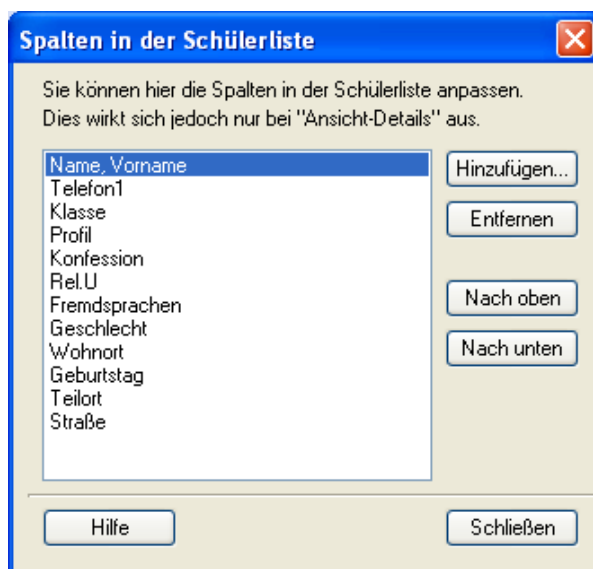 Spalten in der Schülerliste
Sie können hier die Spalten in der Schülerliste anpassen.
Dies wirkt sich jedoch nur bei "Ansicht-Details" aus.
Name, Vorname
Telefon1
Klasse
Profil
Konfession
Rel.U
Fremdsprachen
Geschlecht
Wohnort
Geburtstag
Teilort
Straße
Hinzufügen...
Entfernen
Nach oben
Nach unten
Hilfe
Schließen